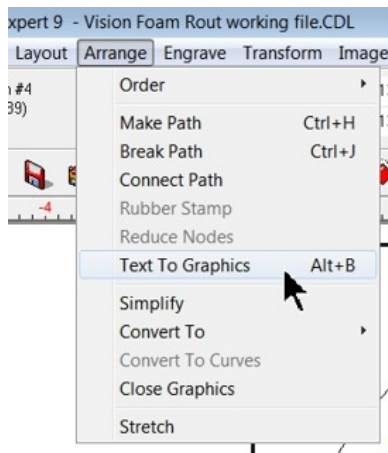 xpert 9 - Vision Foam Rout working file.CDL
Layout Arrange Engrave Transform Image
#4
39)
Order
Make Path Ctrl+H
Break Path Ctrl+J
Connect Path
Rubber Stamp
Reduce Nodes
-4
Text To Graphics Alt+B
Simplify
Convert To
Convert To Curves
Close Graphics
Stretch